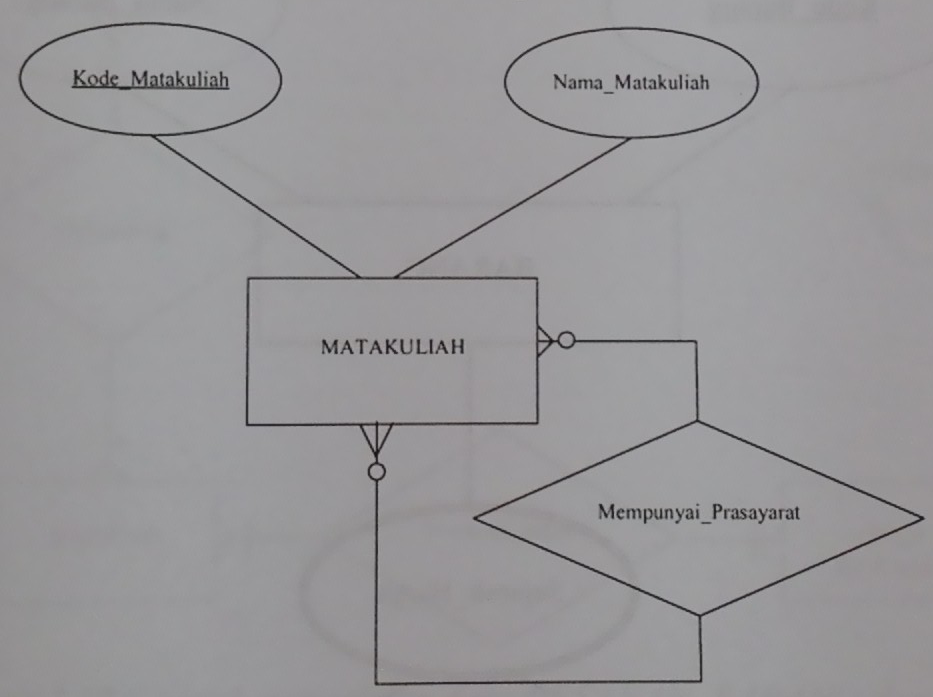 Kode_Matakuliah
Nama_Matakuliah
MATAKULIAH
Mempunyai_Prasayarat